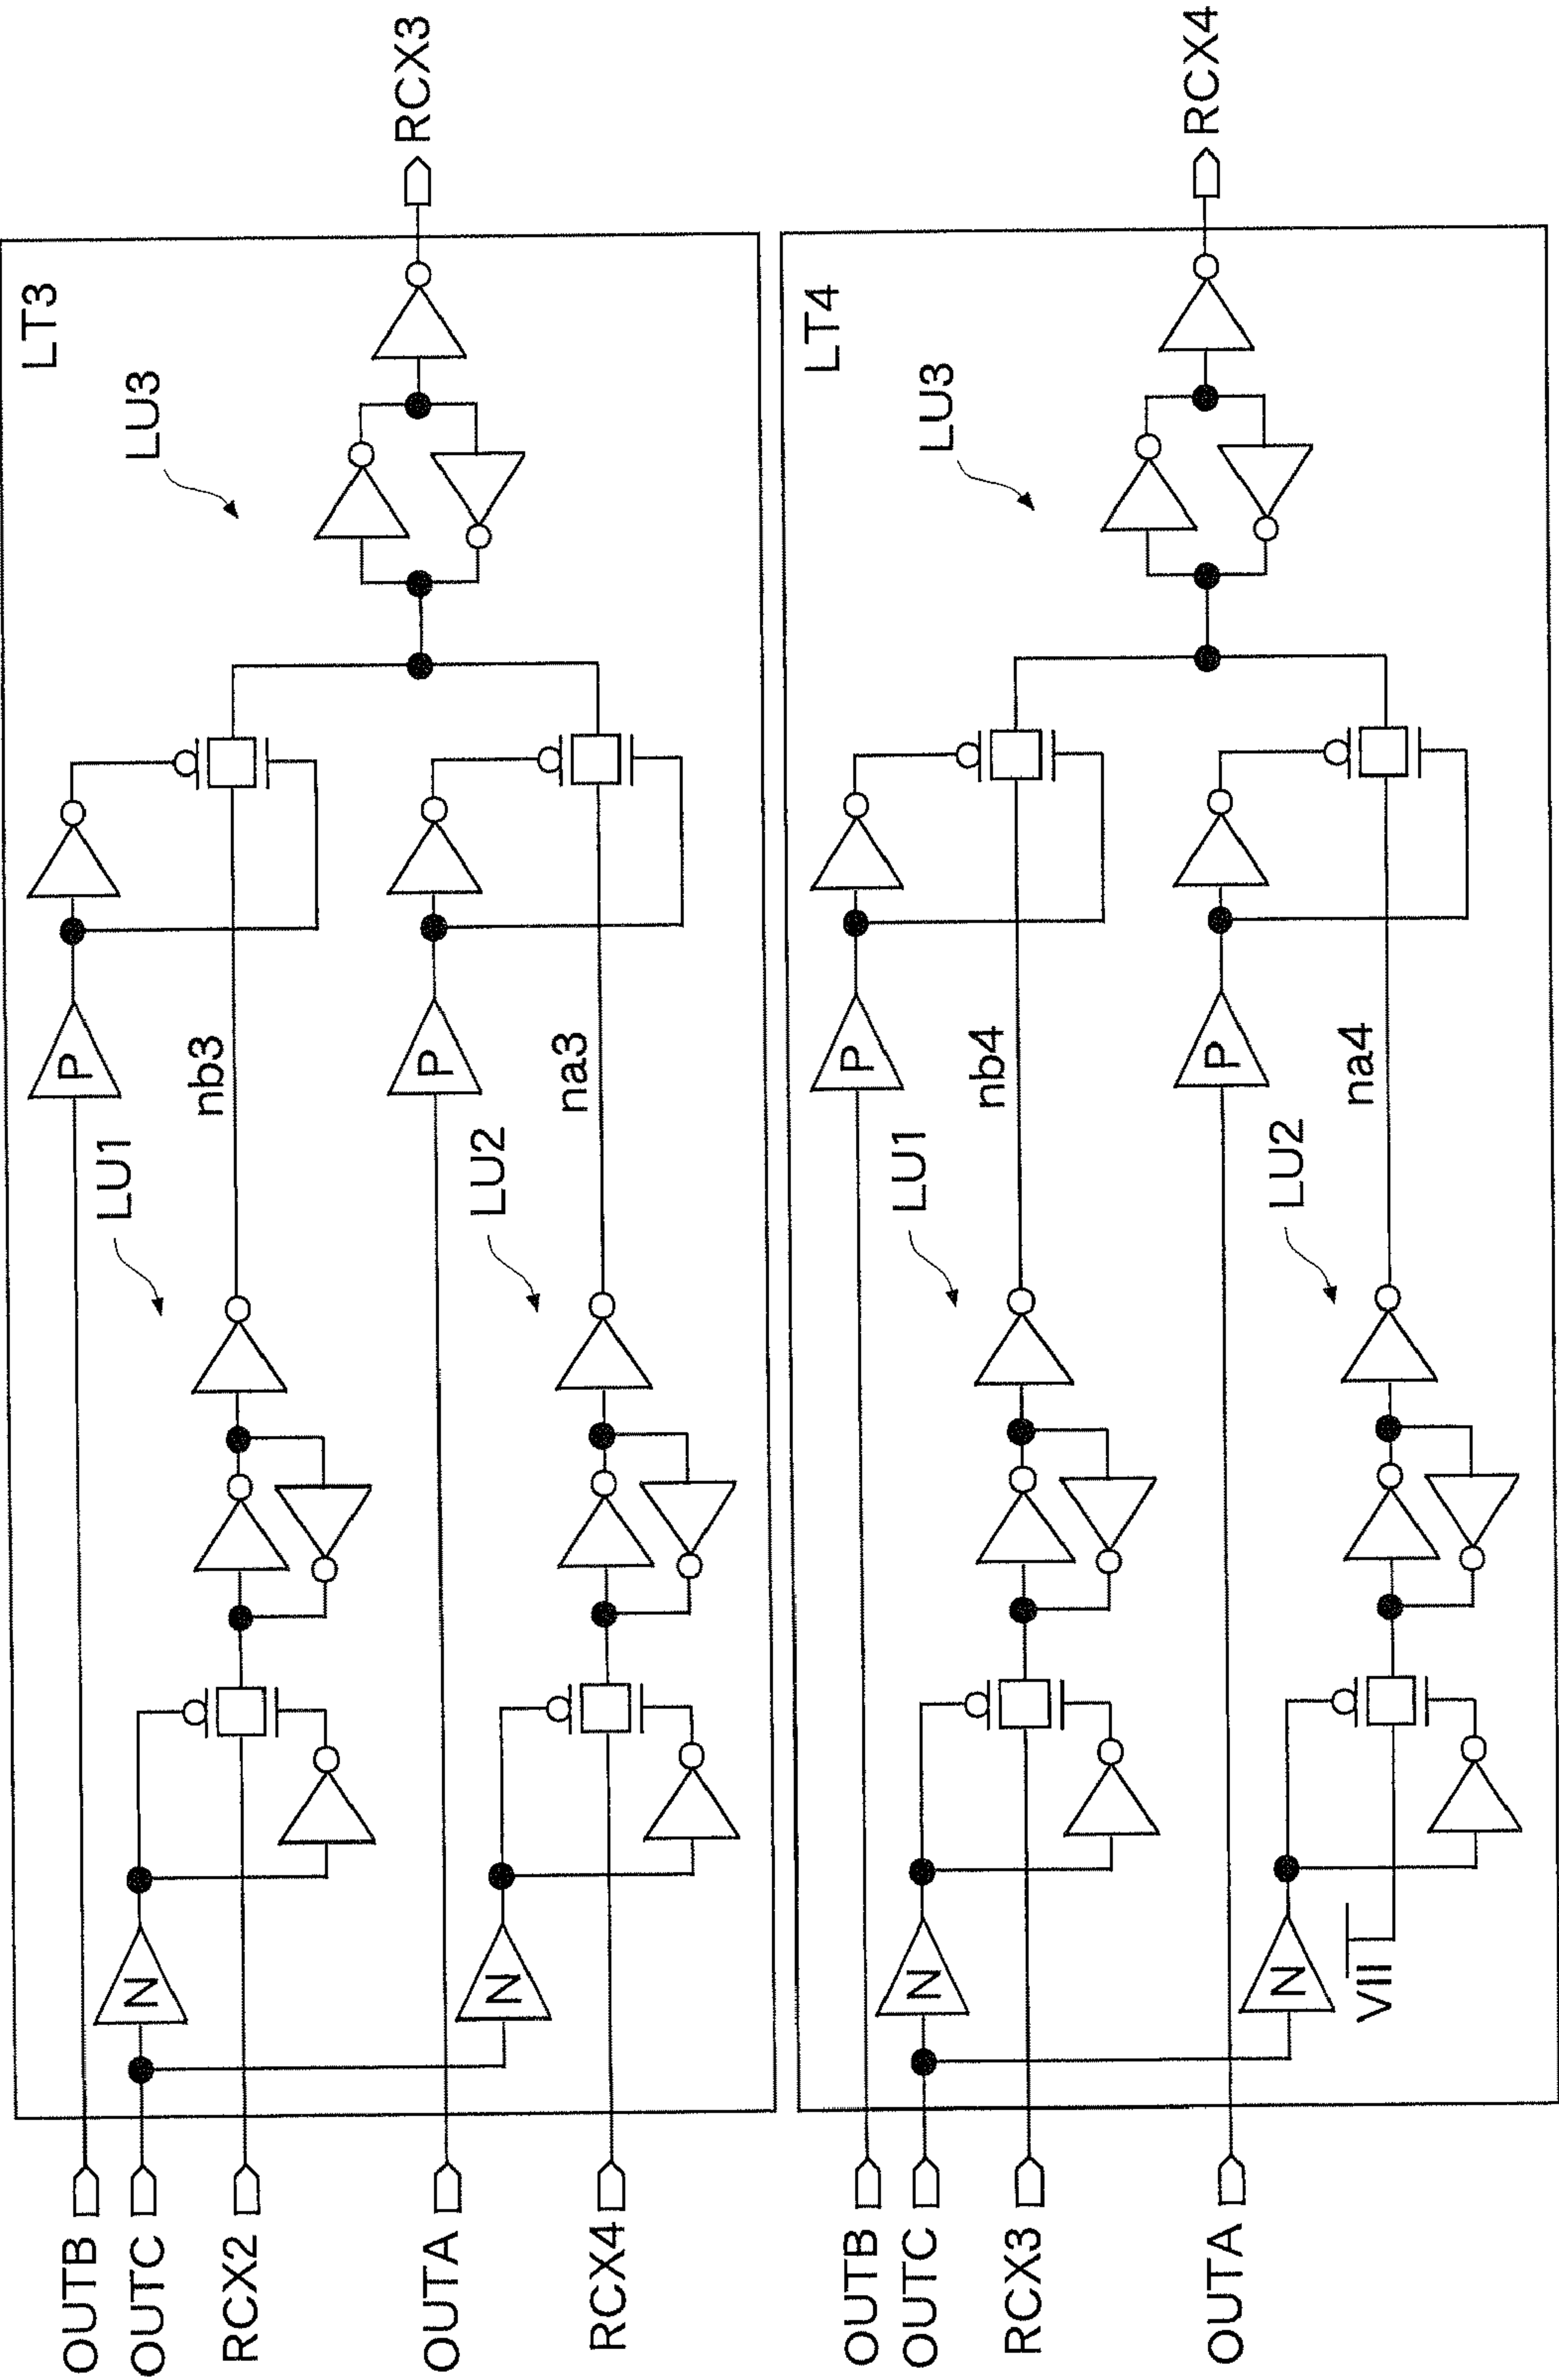 LT3
OUTB
OUTC
RCX2
OUTA
RCX4
N
N
LU1
LU2
P
P
nb3
na3
LU3
RCX3
LT4
OUTB
OUTC
RCX3
OUTA
N
N
VII
LU1
LU2
P
P
nb4
na4
LU3
RCX4